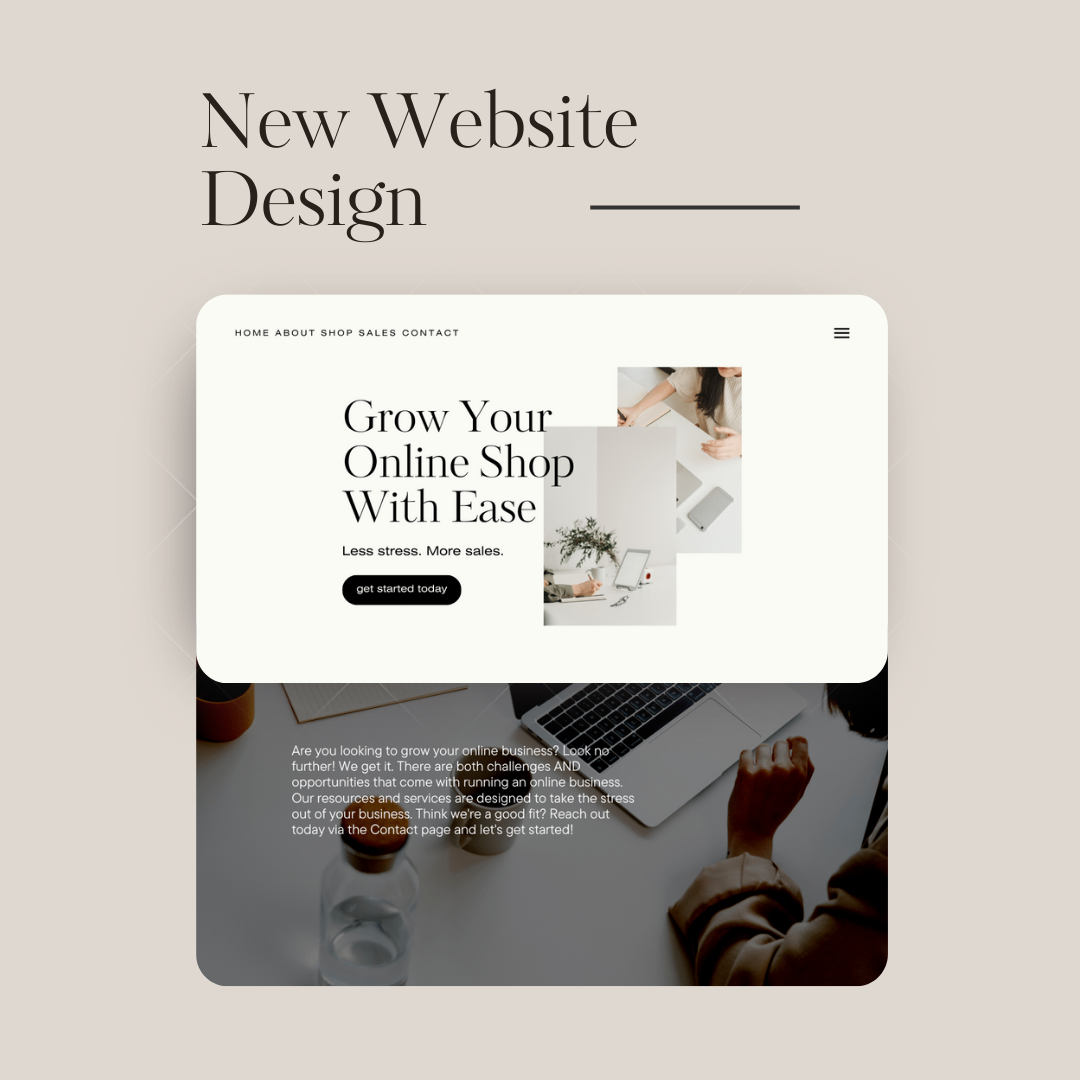 New Website
Design
HOME ABOUT SHOP SALES CONTACT
Grow Your
Online Shop
With Ease
Less stress. More sales.
get started today
Are you looking to grow your online business? Look no
further! We get it. There are both challenges AND
opportunities that come with running an online business.
Our resources and services are designed to take the stress
out of your business. Think we're a good fit? Reach out
today via the Contact page and let's get started!